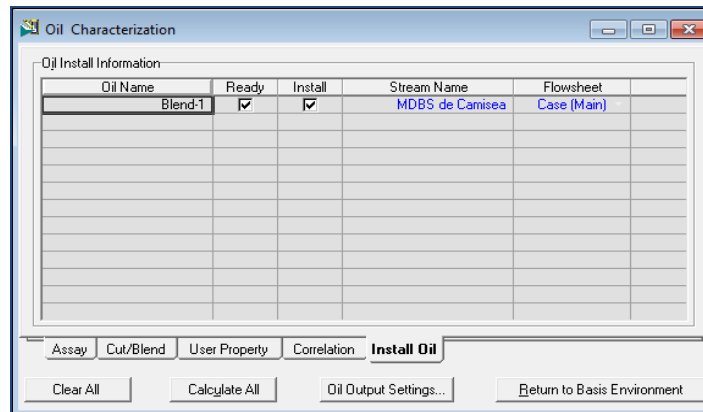 Oil Characterization
Oil Install Information
Oil Name Ready Install Stream Name Flowsheet
Blend-1 MDBS de Camisea Case (Main)
Assay Cut/Blend User Property Correlation Install Oil
Clear All Calculate All Oil Output Settings... Return to Basis Environment